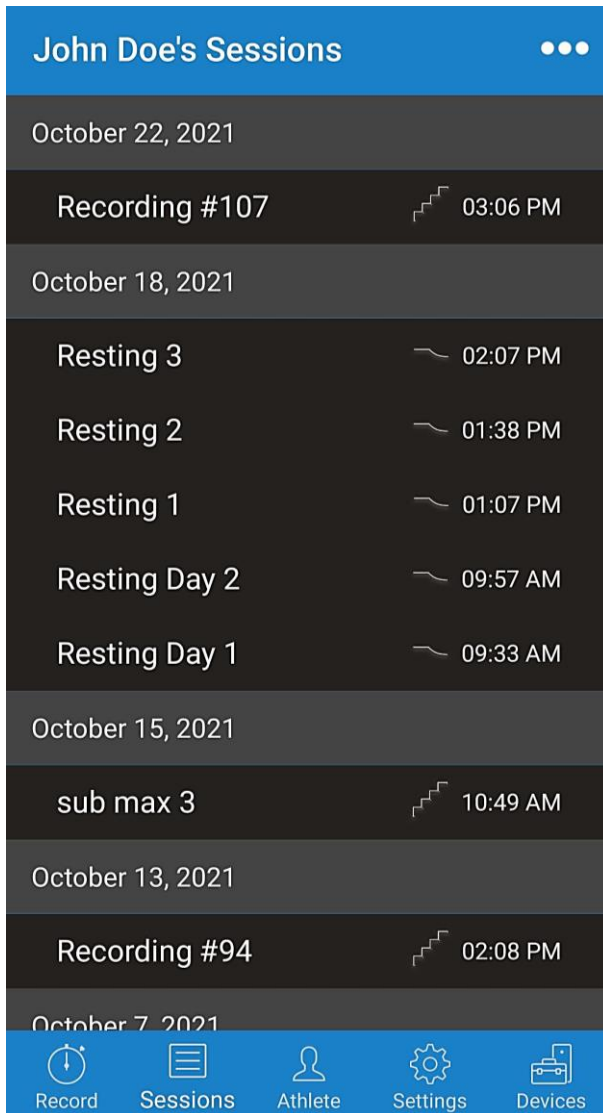 John Doe's Sessions
October 22, 2021
Recording #107 03:06 PM
October 18, 2021
Resting 3 02:07 PM
Resting 2 01:38 PM
Resting 1 01:07 PM
Resting Day 2 09:57 AM
Resting Day 1 09:33 AM
October 15, 2021
sub max 3 10:49 AM
October 13, 2021
Recording #94 02:08 PM
October 7, 2021
Record Sessions Athlete Settings Devices